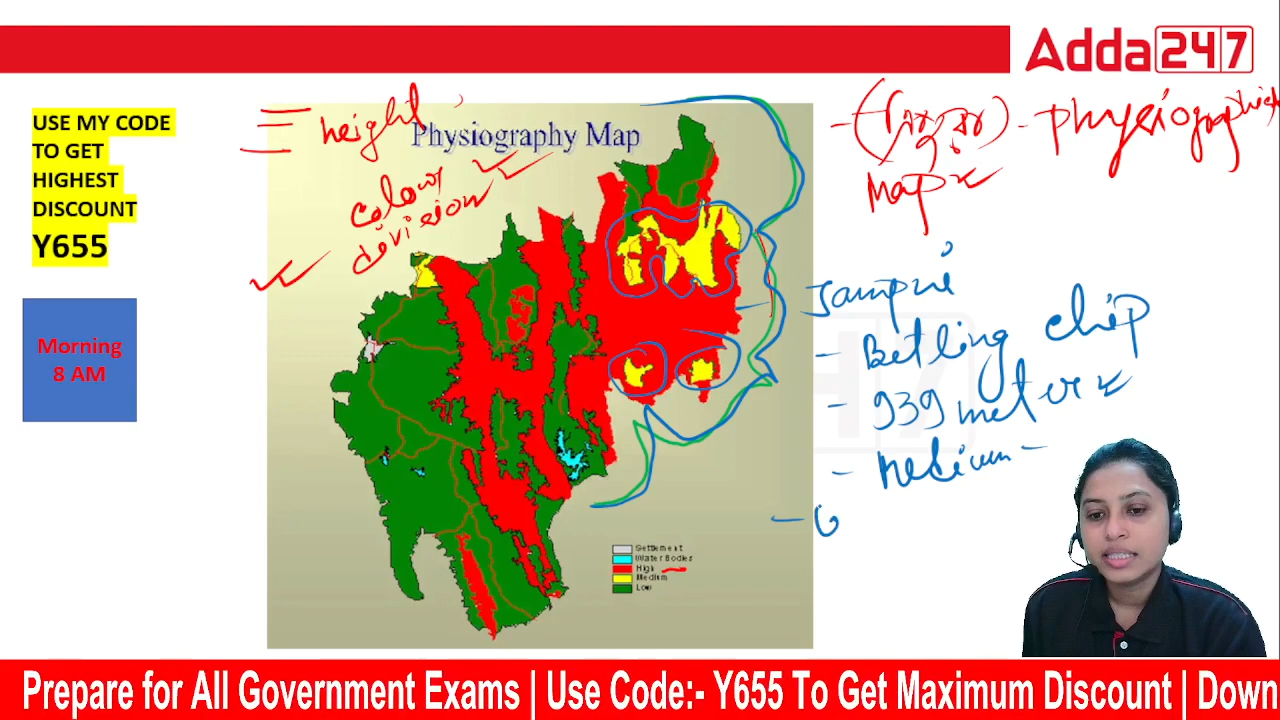 Adda247
USE MY CODE
TO GET
HIGHEST
DISCOUNT
Y655
Morning
8 AM
height
Physiography Map
colour
devision
physiographical
Map
Jampui
- Betling chip
- 939 meter
- Medium -
Settlement
Water Bodies
High
Medium
Low
Prepare for All Government Exams | Use Code:- Y655 To Get Maximum Discount | Down